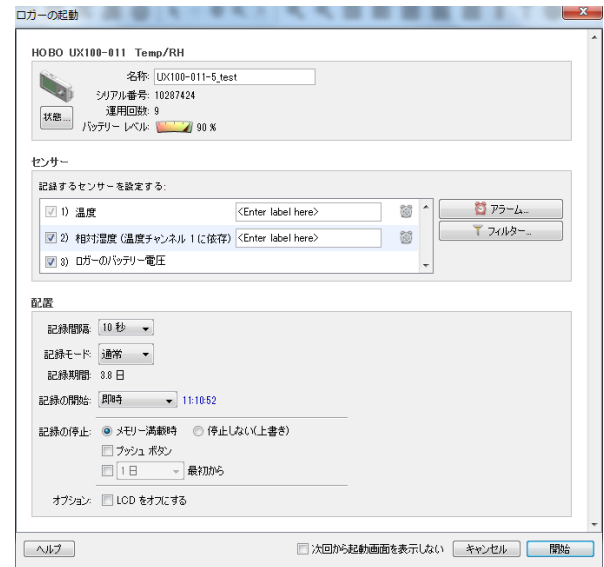 ロガーの起動
HOBO UX100-011 Temp/RH
名称: UX100-011-5_test
シリアル番号: 10287424
運用回数: 9
状態...
バッテリー レベル: 90 %
センサー
記録するセンサーを設定する:
1) 温度 <Enter label here>
アラーム...
2) 相対湿度 (温度チャンネル 1 に依存) <Enter label here>
フィルター...
3) ロガーのバッテリー電圧
配置
記録間隔: 10 秒
記録モード: 通常
記録期間: 3.8 日
記録の開始: 即時 11:10:52
記録の停止: メモリー満載時 停止しない(上書き)
プッシュ ボタン
1 日 最初から
オプション: LCD をオフにする
ヘルプ 次回から起動画面を表示しない キャンセル 開始